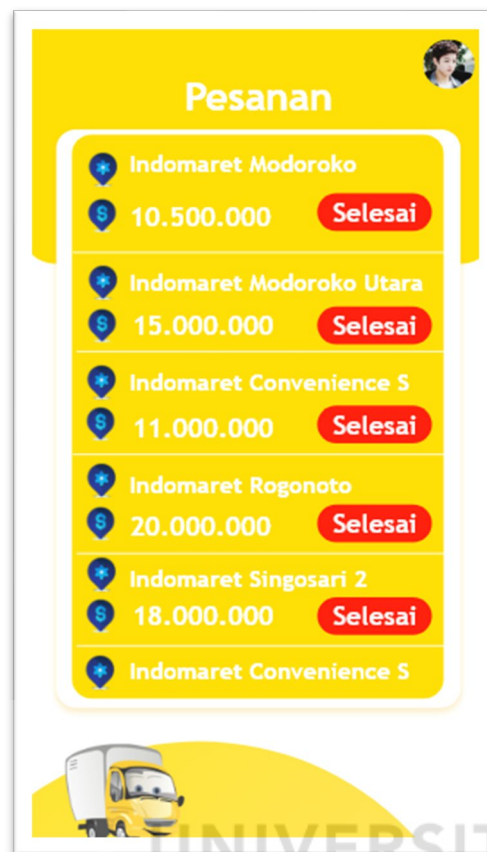 Pesanan
Indomaret Modoroko
10.500.000 Selesai
Indomaret Modoroko Utara
15.000.000 Selesai
Indomaret Convenience S
11.000.000 Selesai
Indomaret Rogonoto
20.000.000 Selesai
Indomaret Singosari 2
18.000.000 Selesai
Indomaret Convenience S